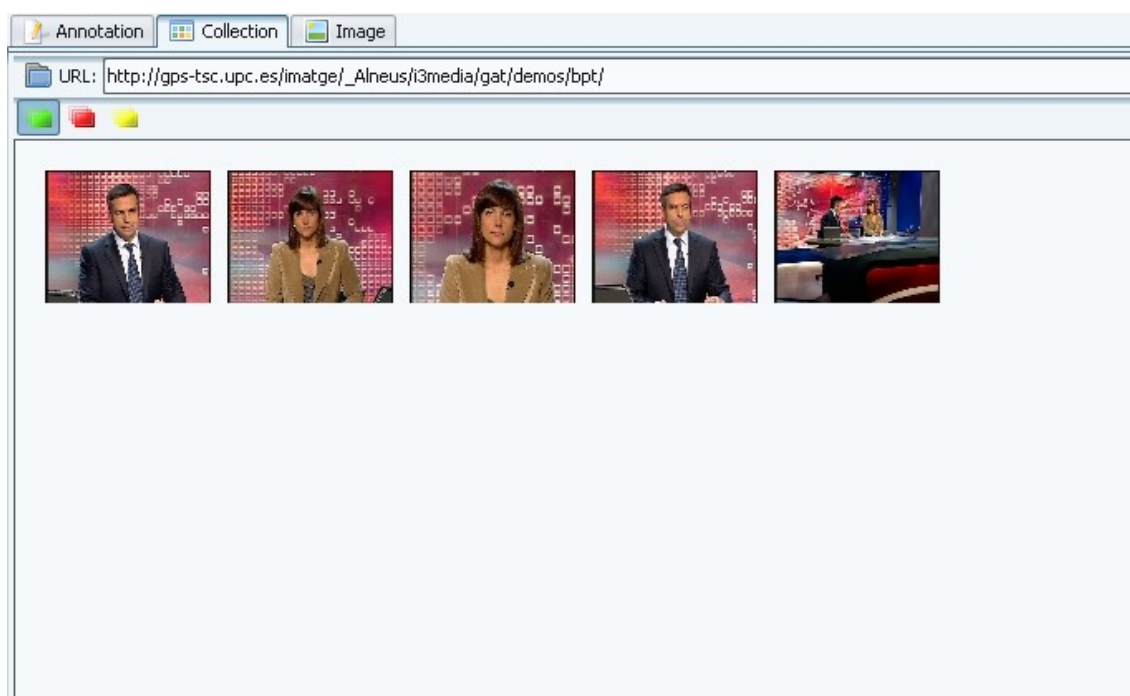 Annotation Collection Image
URL: http://gps-tsc.upc.es/imatge/_Alneus/i3media/gat/demos/bpt/